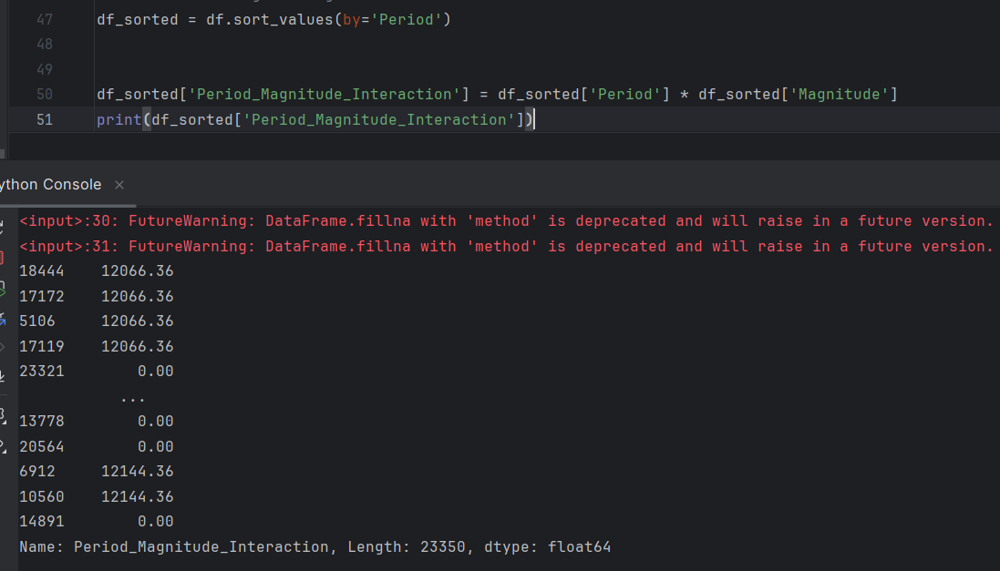 47 df_sorted = df.sort_values(by='Period')
48
49
50 df_sorted['Period_Magnitude_Interaction'] = df_sorted['Period'] * df_sorted['Magnitude']
51 print(df_sorted['Period_Magnitude_Interaction'])
ython Console ×
<input>:30: FutureWarning: DataFrame.fillna with 'method' is deprecated and will raise in a future version.
<input>:31: FutureWarning: DataFrame.fillna with 'method' is deprecated and will raise in a future version.
18444    12066.36
17172    12066.36
5106     12066.36
17119    12066.36
23321        0.00
...
13778        0.00
20564        0.00
6912     12144.36
10560    12144.36
14891        0.00
Name: Period_Magnitude_Interaction, Length: 23350, dtype: float64